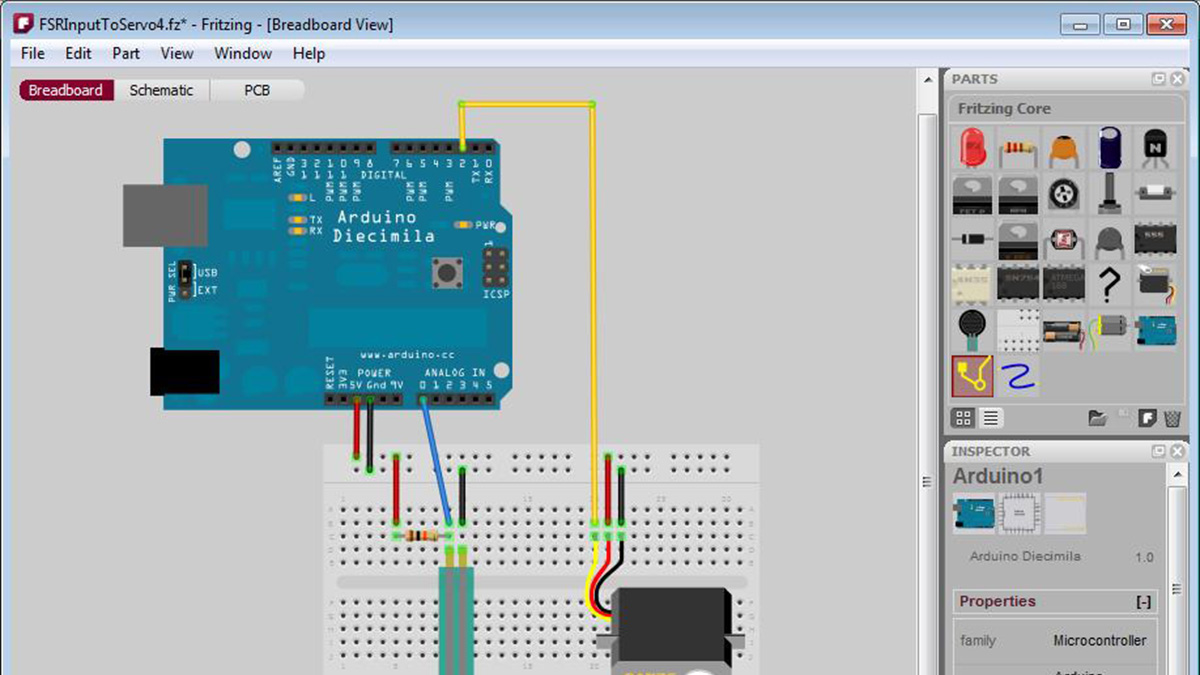 FSRInputToServo4.fz* - Fritzing - [Breadboard View]
File Edit Part View Window Help
Breadboard Schematic PCB
AREF
GND
13 12 11 10 9 8 7 6 5 4 3 2 1 0
DIGITAL
PWM PWM PWM PWM PWM PWM
TX RX
L
TX
RX
PWR
Arduino
Diecimila
1
ICSP
PWR SEL
USB
EXT
www.arduino.cc
RESET
3V3
POWER
5V Gnd 9V
ANALOG IN
0 1 2 3 4 5
PARTS
Fritzing Core
N
?
INSPECTOR
Arduino1
Arduino Diecimila 1.0
Properties [-]
family Microcontroller